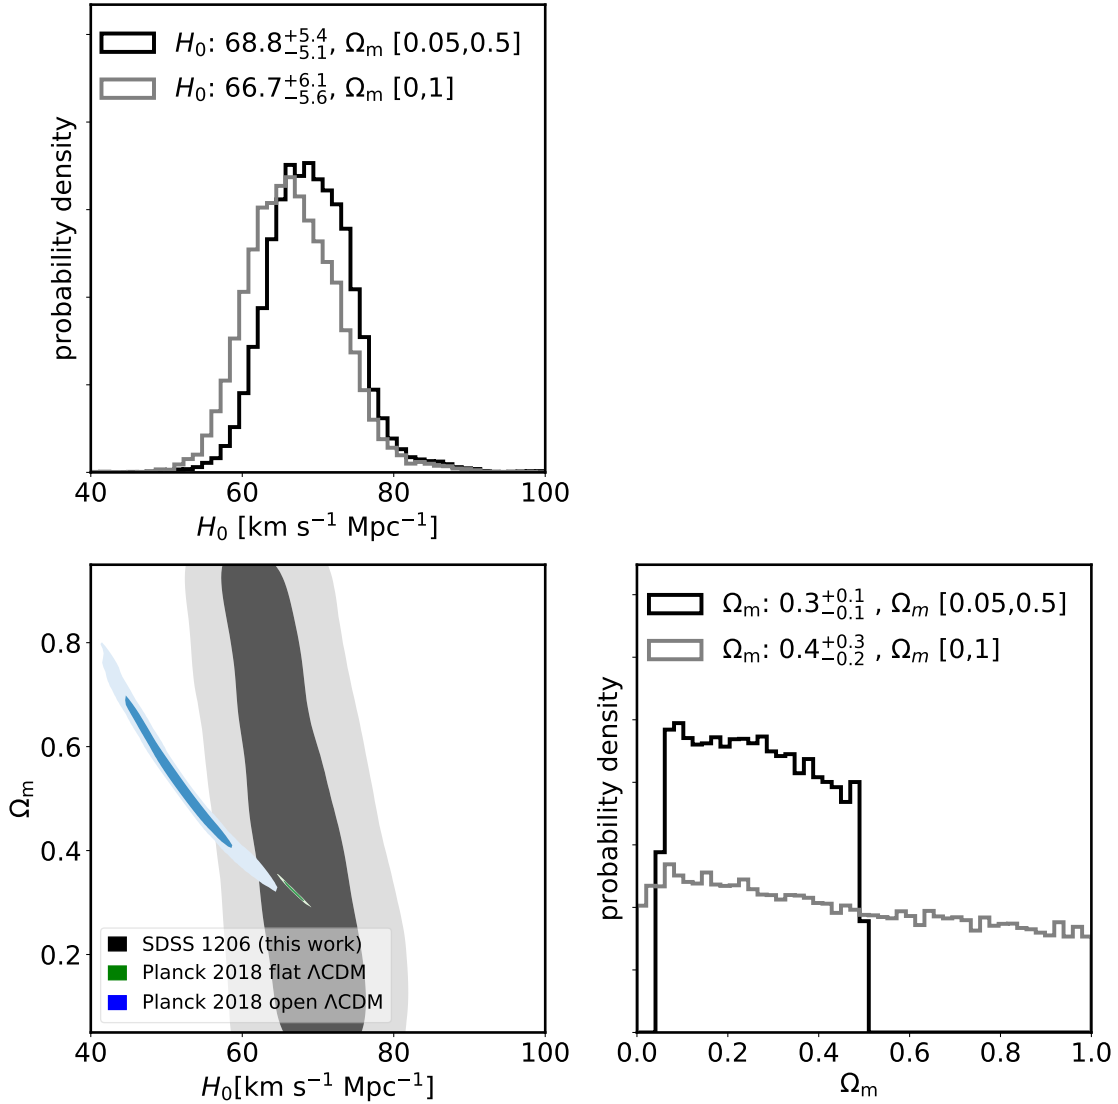 H₀: 68.8⁺⁵·⁴₋₅.₁, Ωₘ [0.05,0.5]
H₀: 66.7⁺⁶·¹₋₅.₆, Ωₘ [0,1]
probability density
40 60 80 100
H₀ [km s⁻¹ Mpc⁻¹]
0.8
0.6
0.4
0.2
Ωₘ
SDSS 1206 (this work)
Planck 2018 flat ΛCDM
Planck 2018 open ΛCDM
40 60 80 100
H₀[km s⁻¹ Mpc⁻¹]
Ωₘ: 0.3⁺⁰·¹₋₀.₁ , Ωₘ [0.05,0.5]
Ωₘ: 0.4⁺⁰·³₋₀.₂ , Ωₘ [0,1]
probability density
0.0 0.2 0.4 0.6 0.8 1.0
Ωₘ